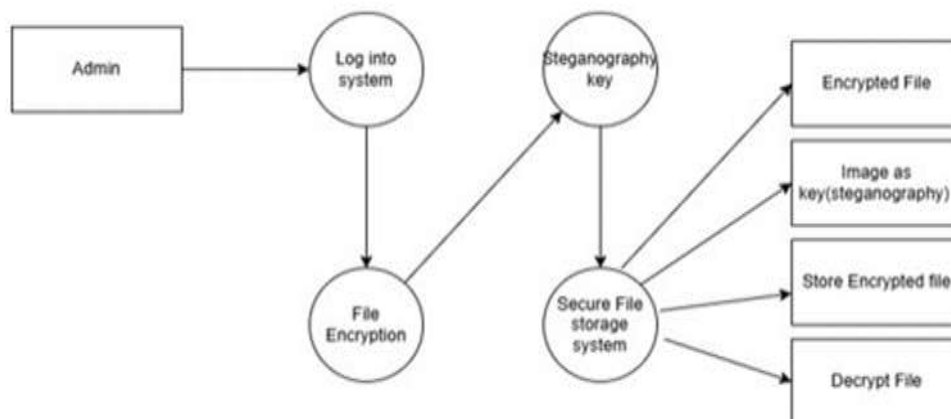 Admin
Log into
system
Steganography
key
Encrypted File
Image as
key(steganography)
File
Encryption
Secure File
storage
system
Store Encrypted file
Decrypt File